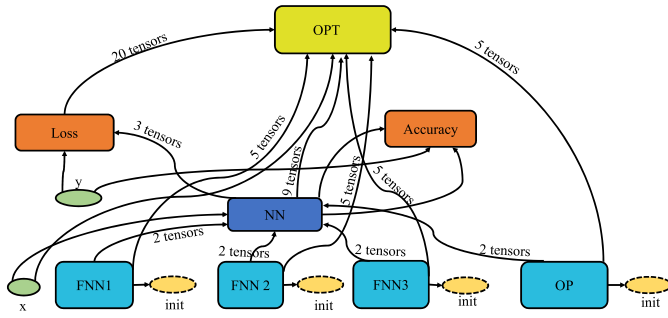 OPT
20 tensors
5 tensors
Loss
3 tensors
5 tensors
Accuracy
9 tensors
5 tensors
5 tensors
y
NN
2 tensors
2 tensors
2 tensors
2 tensors
x
FNN1
init
FNN 2
init
FNN3
init
OP
init